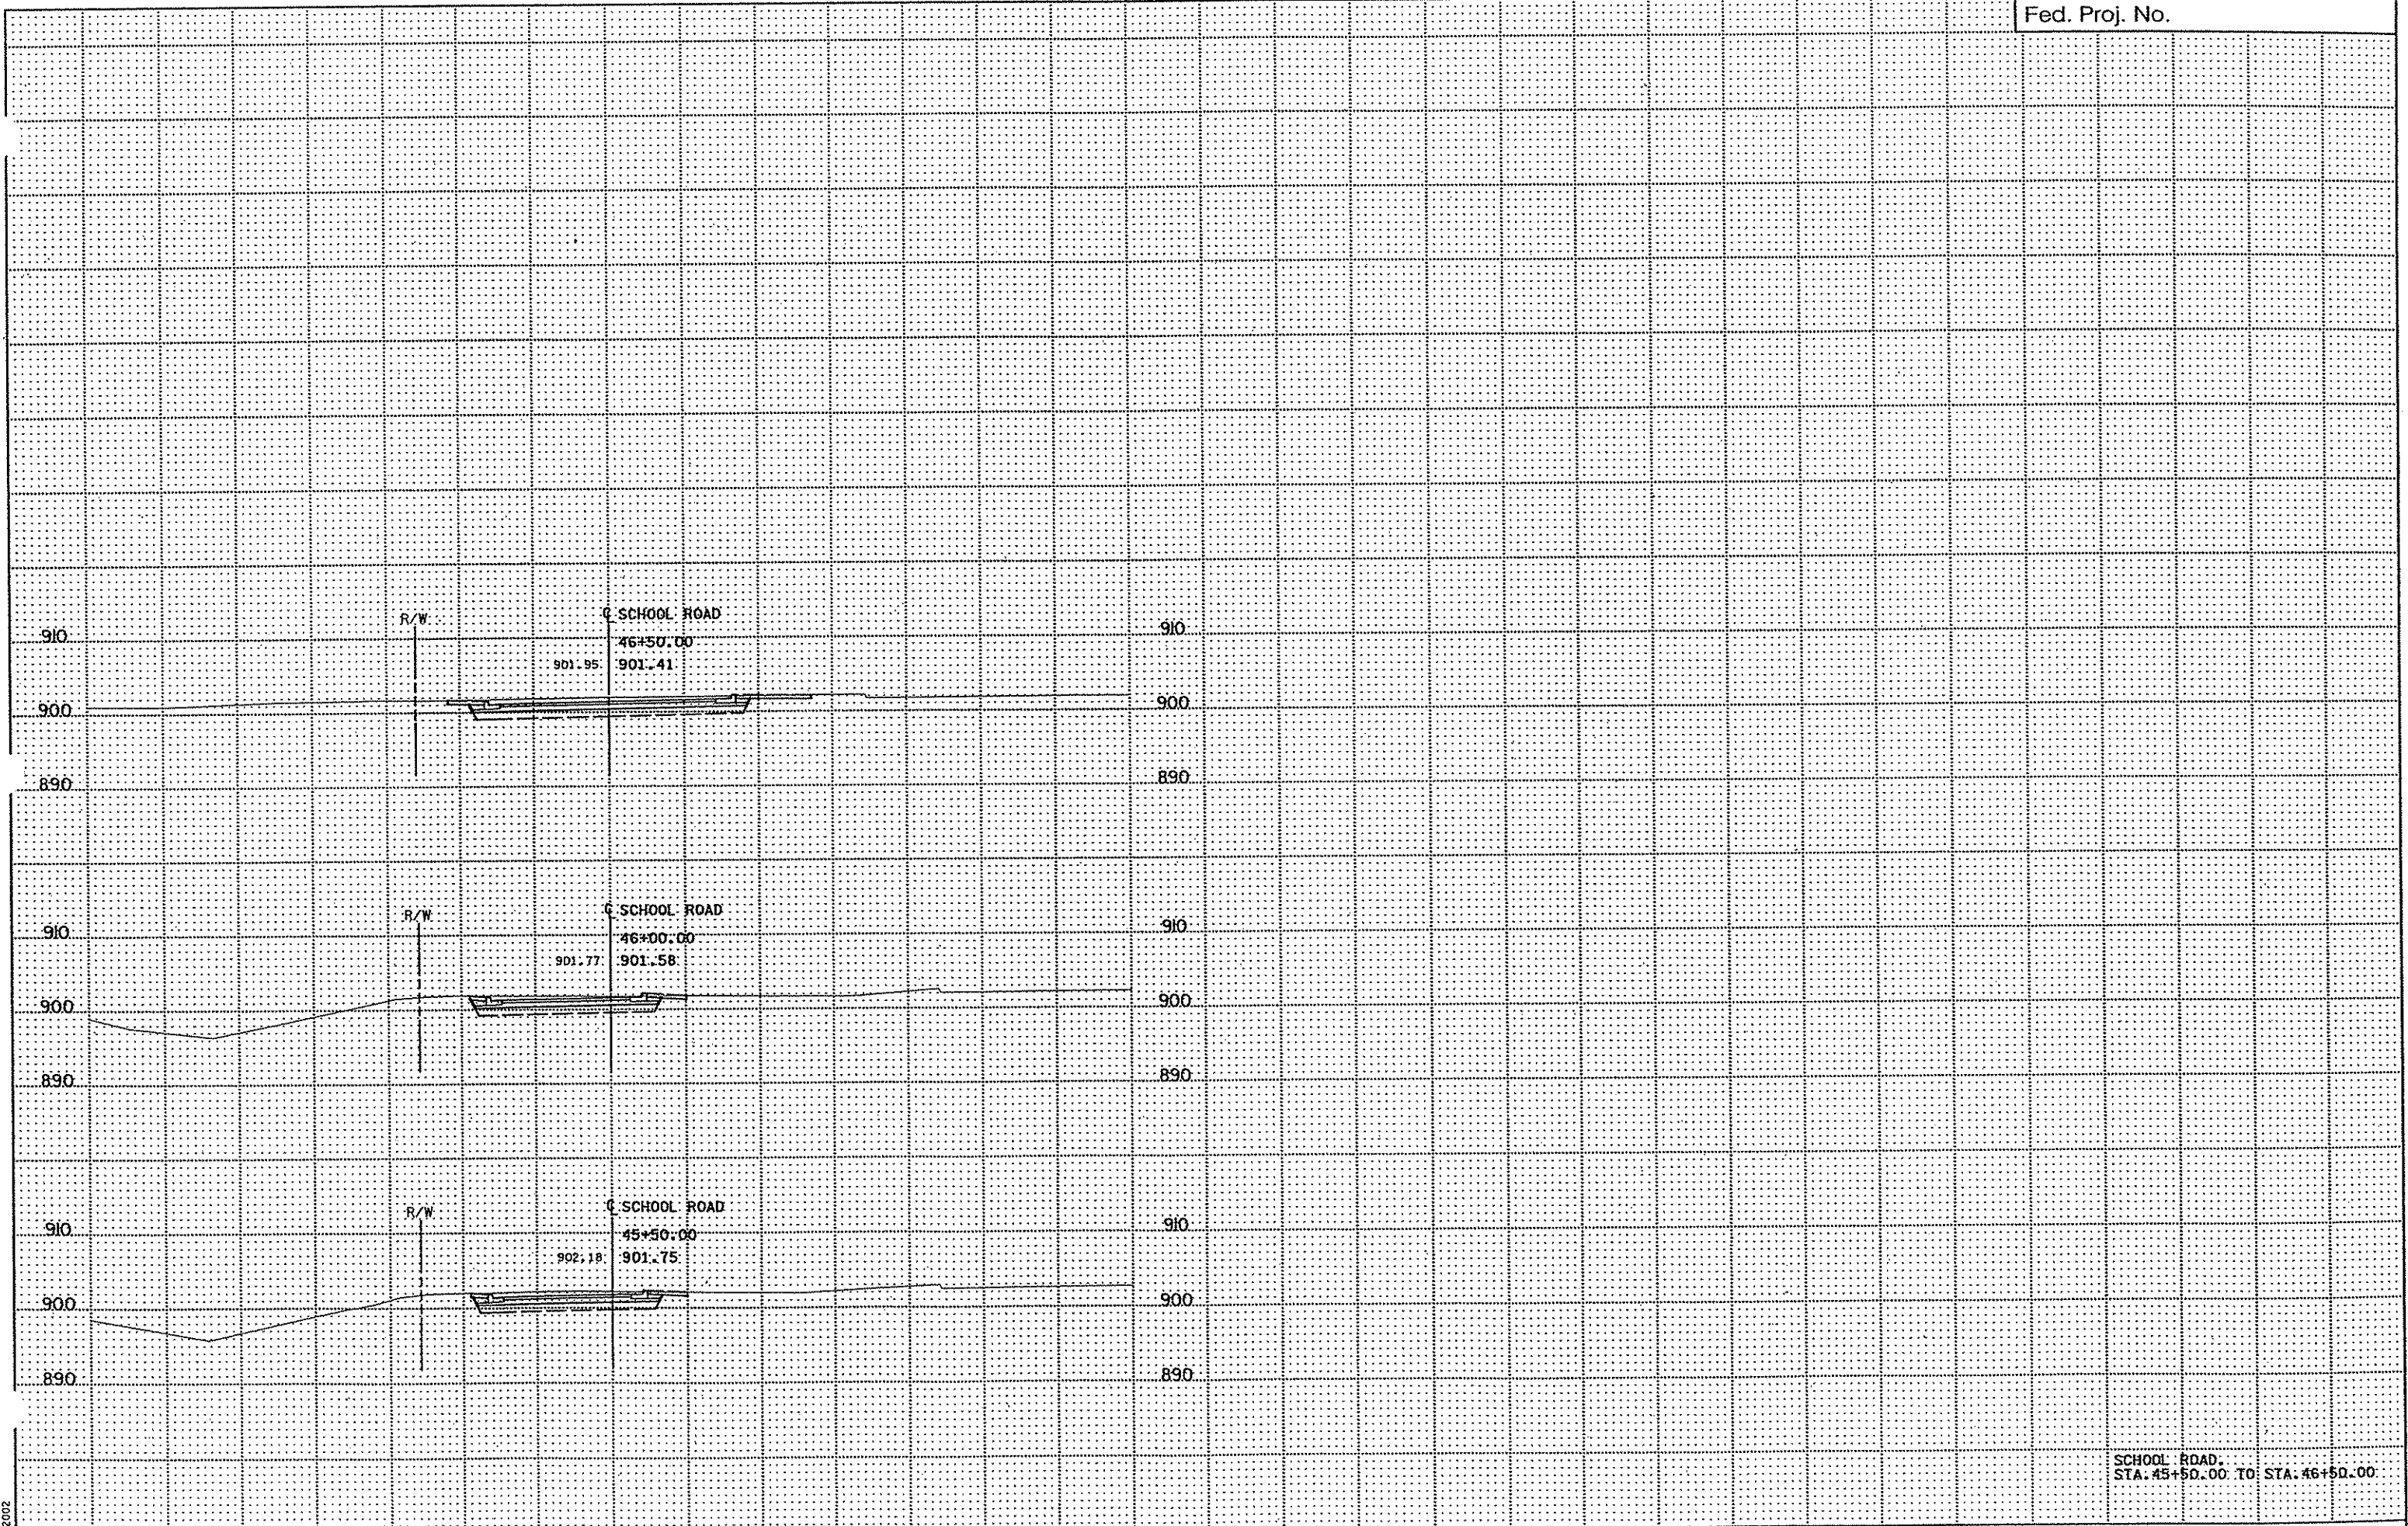 Fed. Proj. No.
R/W
℄ SCHOOL ROAD
910
46+50.00
910
901.95 901.41
900
900
890
890
R/W
℄ SCHOOL ROAD
910
46+00.00
910
901.77 901.58
900
900
890
890
R/W
℄ SCHOOL ROAD
910
45+50.00
910
902.18 901.75
900
900
890
890
SCHOOL ROAD.
STA.45+50.00 TO STA.46+50.00
2002